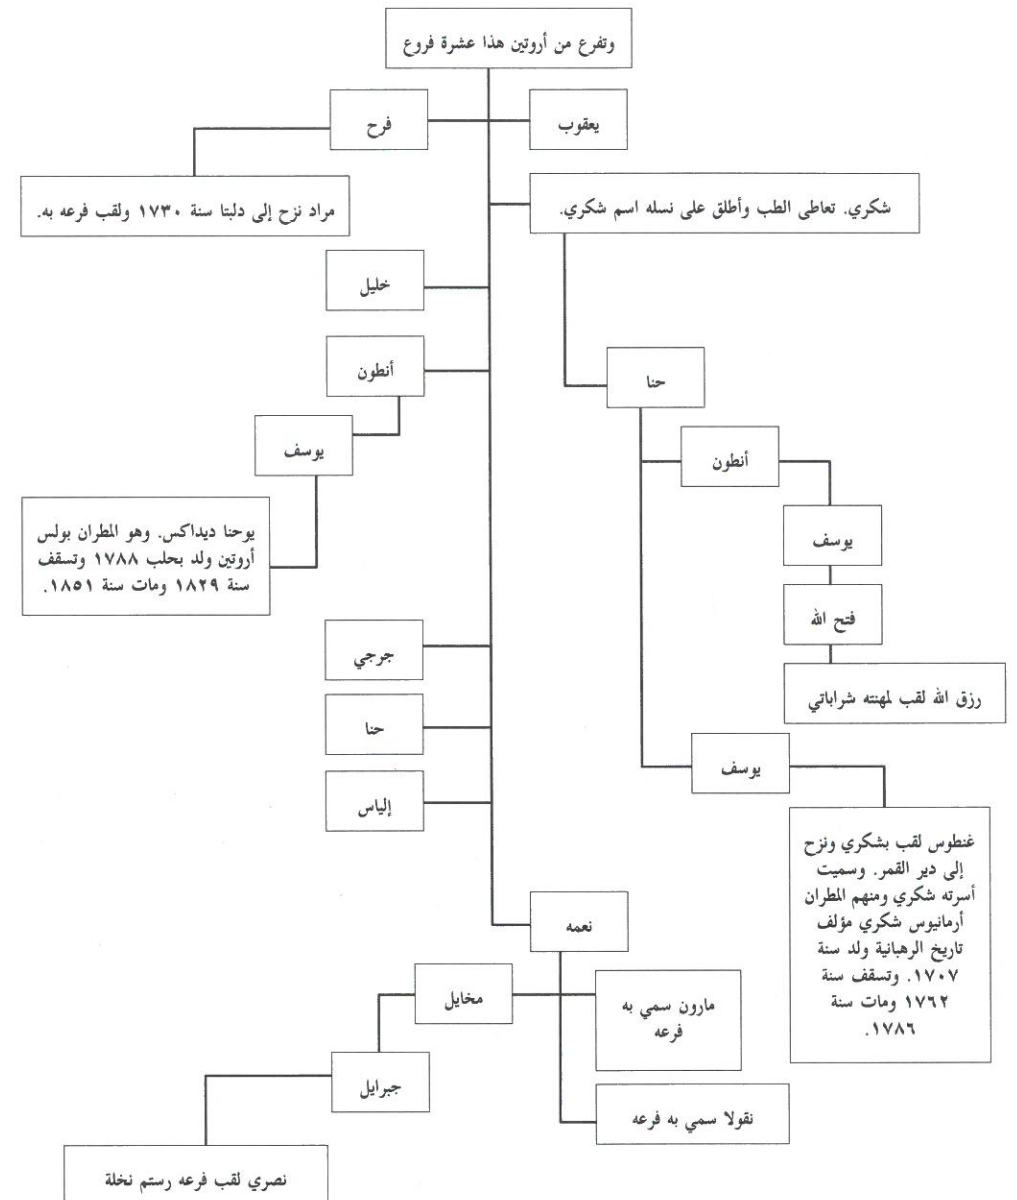 وتفرع من أروتين هذا عشرة فروع
يعقوب
فرح
شكري. تعاطى الطب وأطلق على نسله اسم شكري.
مراد نزح إلى دلبتا سنة ١٧٣٠ ولقب فرعه به.
خليل
أنطون
حنا
يوسف
أنطون
يوسف
يوحنا ديداكس. وهو المطران بولس
أروتين ولد بحلب ١٧٨٨ وتسقف
سنة ١٨٢٩ ومات سنة ١٨٥١.
فتح الله
جرجي
رزق الله لقب لمهنته شراباتي
حنا
يوسف
إلياس
غنطوس لقب بشكري ونزح
إلى دير القمر. وسميت
أسرته شكري ومنهم المطران
أرمانيوس شكري مؤلف
تاريخ الرهبانية ولد سنة
١٧٠٧. وتسقف سنة
١٧٦٢ ومات سنة
١٧٨٦.
نعمه
مخايل
مارون سمي به
فرعه
جبرايل
نقولا سمي به فرعه
نصري لقب فرعه رستم نخلة